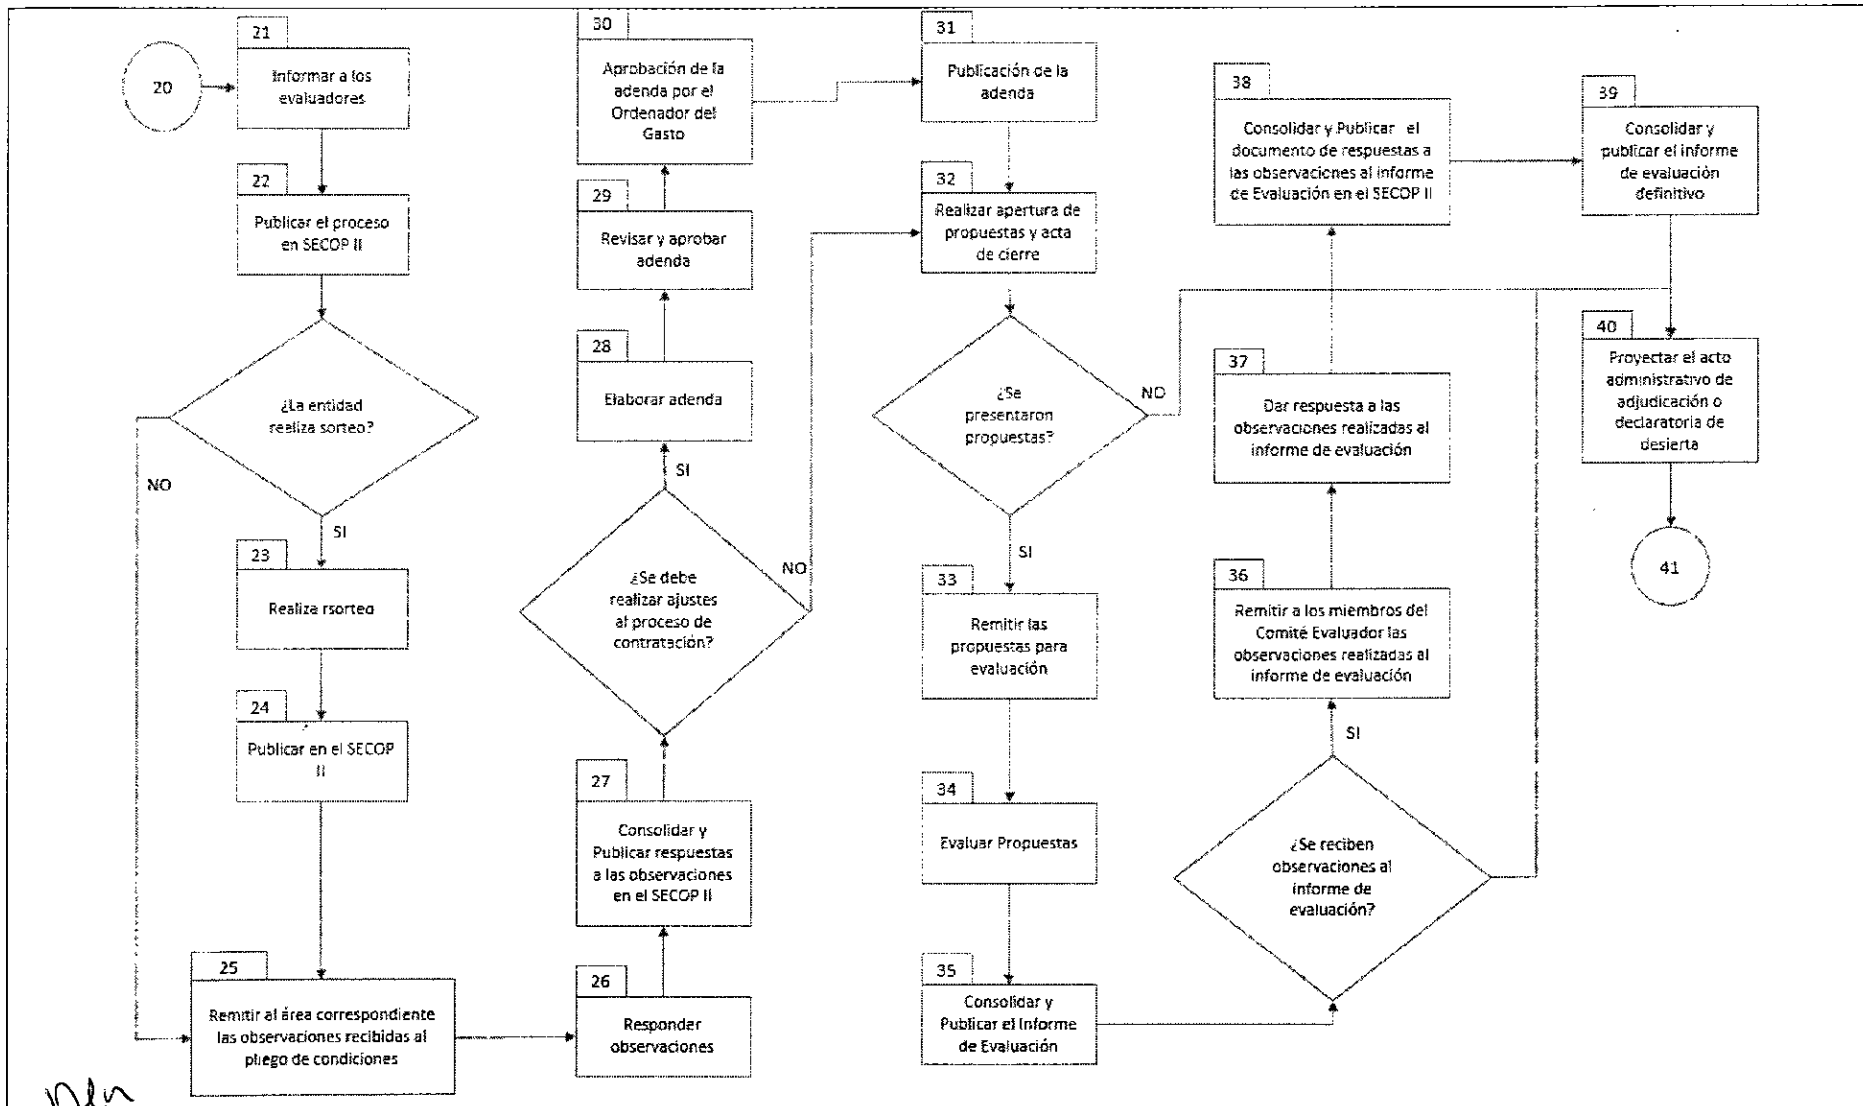 20
21
Informar a los
evaluadores
22
Publicar el proceso
en SECOP II
¿La entidad
realiza sorteo?
NO
SI
23
Realiza rsorteo
24
Publicar en el SECOP
II
25
Remitir al área correspondiente
las observaciones recibidas al
pliego de condiciones
26
Responder
observaciones
27
Consolidar y
Publicar respuestas
a las observaciones
en el SECOP II
¿Se debe
realizar ajustes
al proceso de
contratación?
SI
NO
28
Elaborar adenda
29
Revisar y aprobar
adenda
30
Aprobación de la
adenda por el
Ordenador del
Gasto
31
Publicación de la
adenda
32
Realizar apertura de
propuestas y acta
de cierre
¿Se
presentaron
propuestas?
NO
SI
33
Remitir las
propuestas para
evaluación
34
Evaluar Propuestas
35
Consolidar y
Publicar el Informe
de Evaluación
¿Se reciben
observaciones al
informe de
evaluación?
SI
36
Remitir a los miembros del
Comité Evaluador las
observaciones realizadas al
informe de evaluación
37
Dar respuesta a las
observaciones realizadas al
informe de evaluación
38
Consolidar y Publicar el
documento de respuestas a
las observaciones al informe
de Evaluación en el SECOP II
39
Consolidar y
publicar el informe
de evaluación
definitivo
40
Proyectar el acto
administrativo de
adjudicación o
declaratoria de
desierta
41